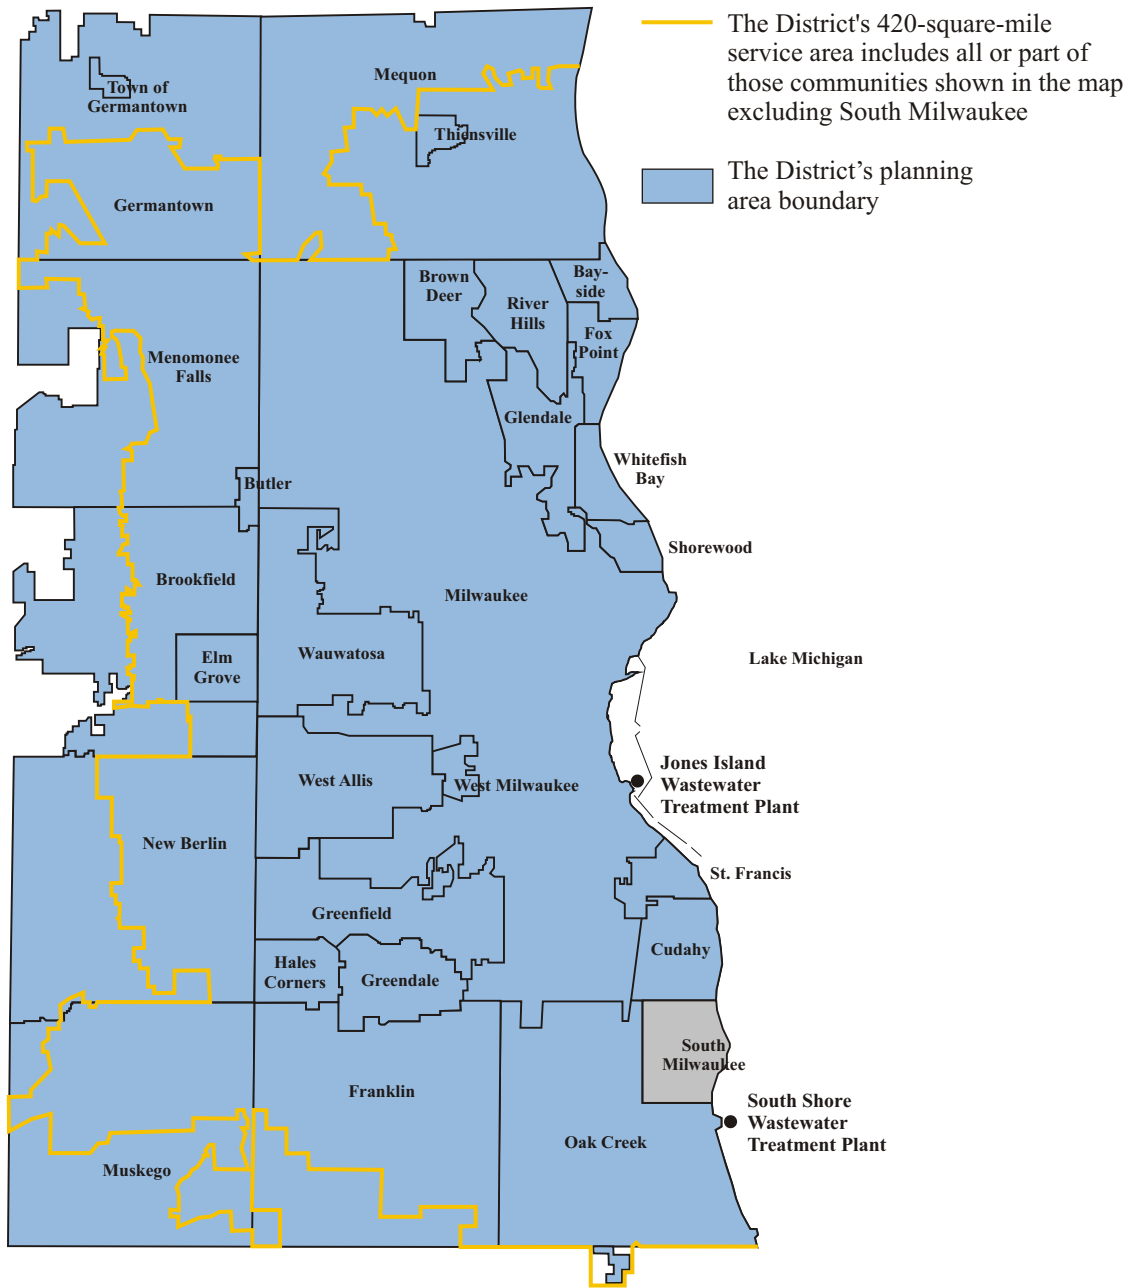 The District's 420-square-mile
service area includes all or part of
those communities shown in the map
excluding South Milwaukee
The District’s planning
area boundary
Mequon
Town of
Germantown
Thiensville
Germantown
Brown
Deer
Bay-
side
River
Hills
Fox
Point
Menomonee
Falls
Glendale
Whitefish
Bay
Butler
Shorewood
Brookfield
Milwaukee
Elm
Grove
Wauwatosa
Lake Michigan
Jones Island
Wastewater
Treatment Plant
West Allis
West Milwaukee
New Berlin
St. Francis
Greenfield
Cudahy
Hales
Corners
Greendale
South
Milwaukee
Franklin
South Shore
Wastewater
Treatment Plant
Oak Creek
Muskego